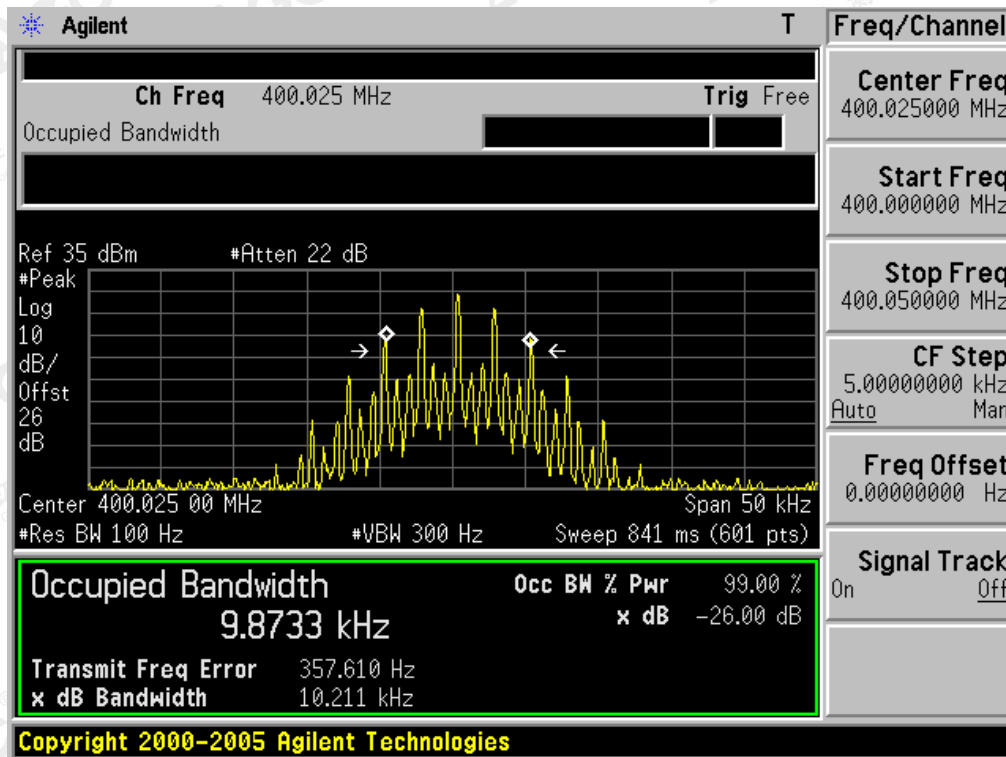 Agilent T Freq/Channel
Ch Freq 400.025 MHz Trig Free
Occupied Bandwidth
Center Freq
400.025000 MHz
Start Freq
400.000000 MHz
Stop Freq
400.050000 MHz
CF Step
5.00000000 kHz
Auto Man
Freq Offset
0.00000000 Hz
Signal Track
On Off
Ref 35 dBm #Atten 22 dB
#Peak
Log
10
dB/
Offst
26
dB
Center 400.025 00 MHz Span 50 kHz
#Res BW 100 Hz #VBW 300 Hz Sweep 841 ms (601 pts)
Occupied Bandwidth Occ BW % Pwr 99.00 %
9.8733 kHz x dB -26.00 dB
Transmit Freq Error 357.610 Hz
x dB Bandwidth 10.211 kHz
Copyright 2000-2005 Agilent Technologies